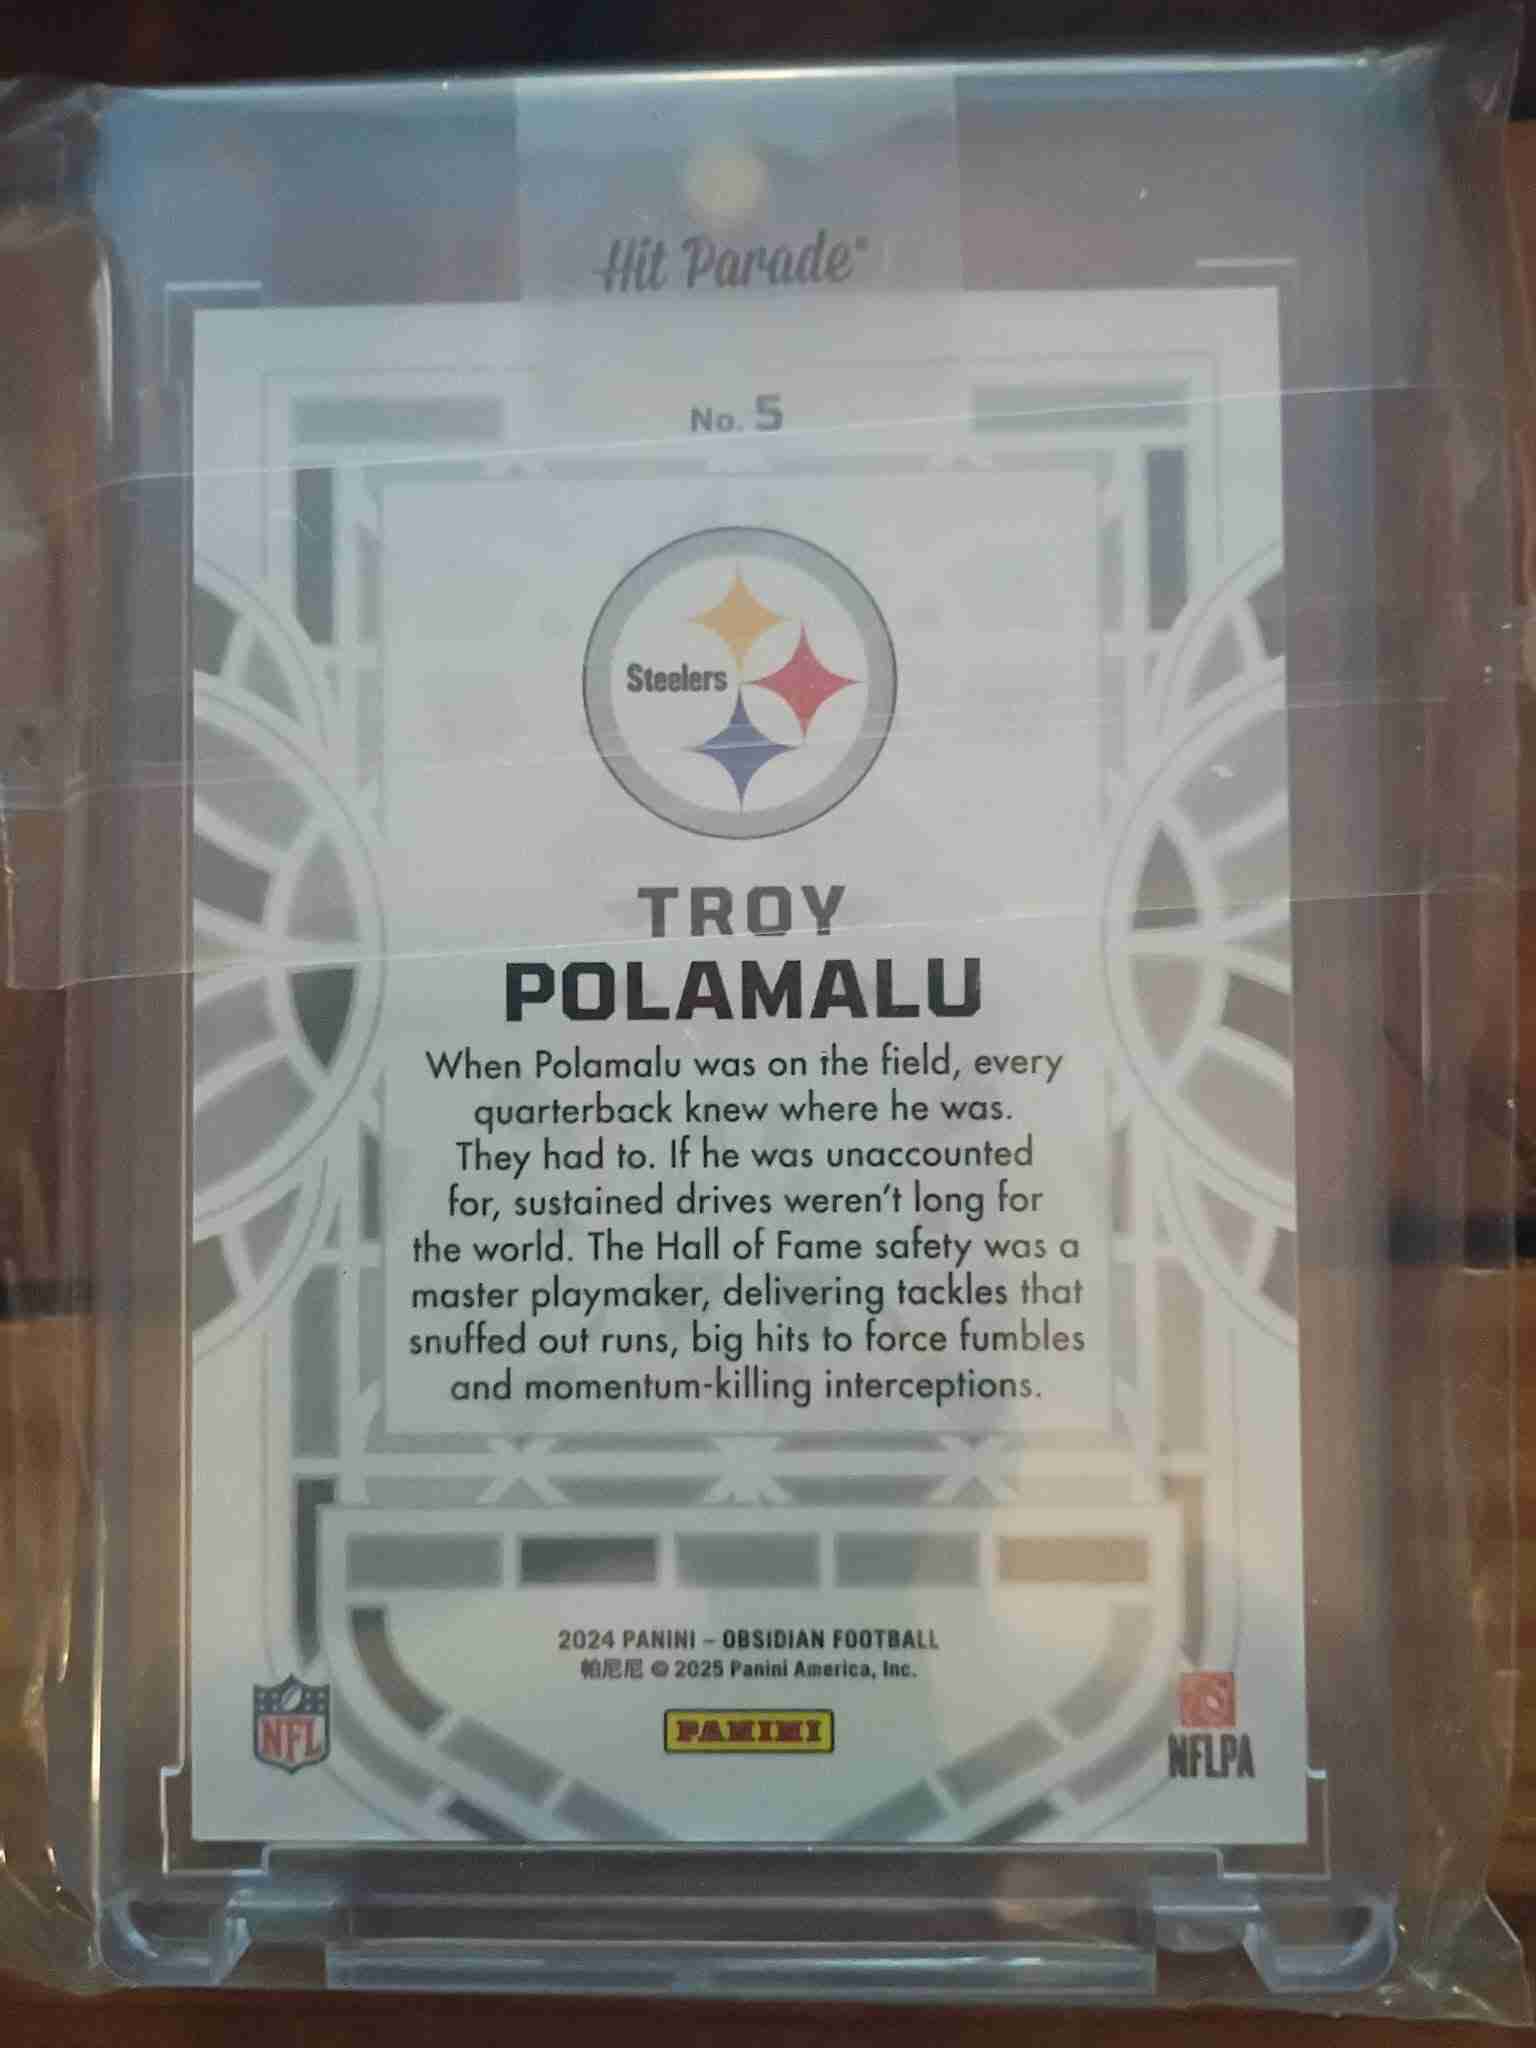 Hit Parade®
No. 5
Steelers
TROY
POLAMALU
When Polamalu was on the field, every
quarterback knew where he was.
They had to. If he was unaccounted
for, sustained drives weren't long for
the world. The Hall of Fame safety was a
master playmaker, delivering tackles that
snuffed out runs, big hits to force fumbles
and momentum-killing interceptions.
2024 PANINI – OBSIDIAN FOOTBALL
帕尼尼 © 2025 Panini America, Inc.
PANINI
NFL
NFLPA